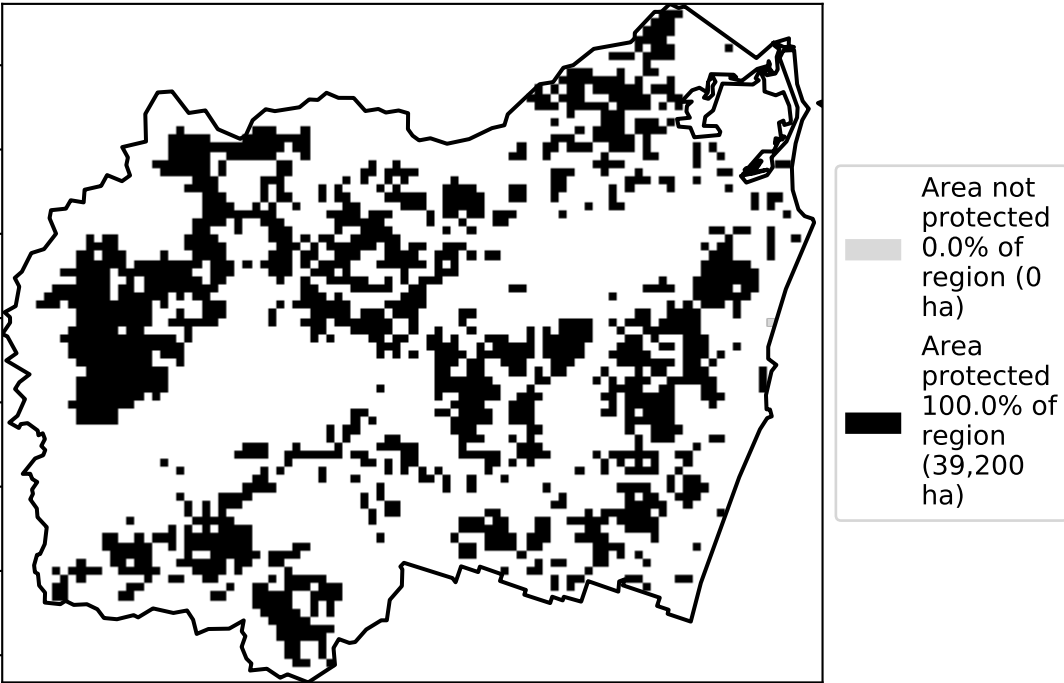 Area not
protected
0.0% of
region (0
ha)
Area
protected
100.0% of
region
(39,200
ha)